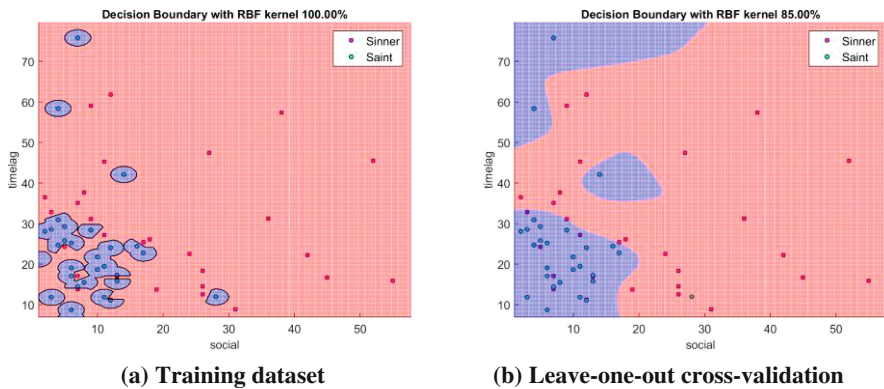 Decision Boundary with RBF kernel 100.00%
Sinner
Saint
70
60
50
40
30
20
10
timelag
10
20
30
40
50
social
(a) Training dataset
Decision Boundary with RBF kernel 85.00%
Sinner
Saint
70
60
50
40
30
20
10
timelag
10
20
30
40
50
social
(b) Leave-one-out cross-validation